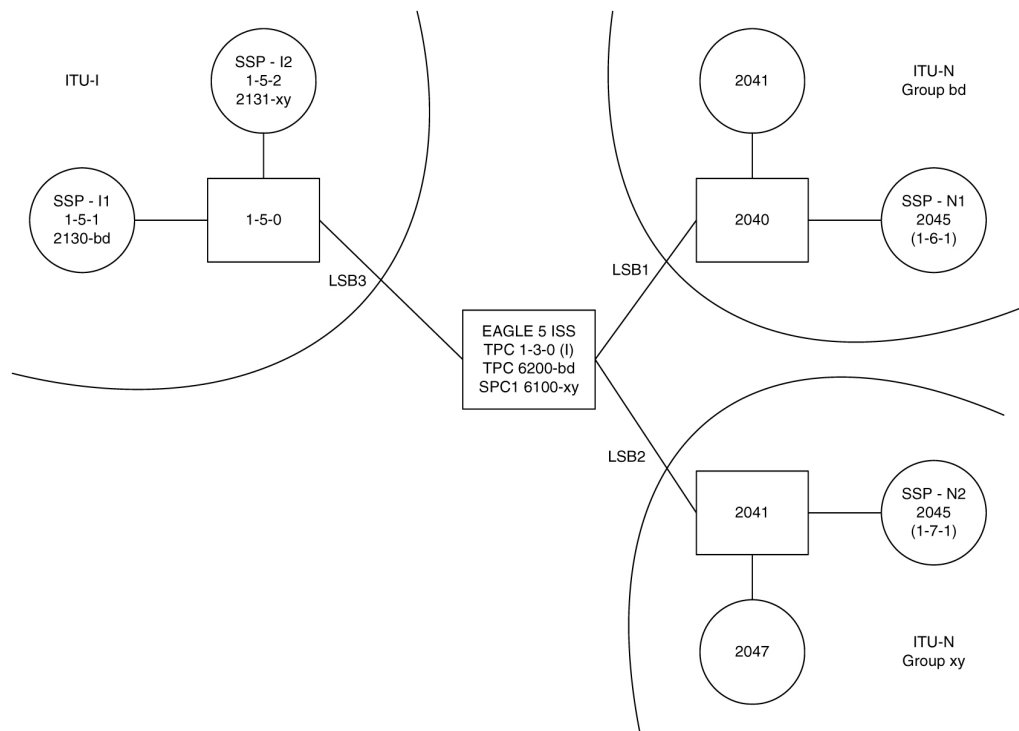 ITU-I
SSP - I2
1-5-2
2131-xy
SSP - I1
1-5-1
2130-bd
1-5-0
LSB3
2041
ITU-N
Group bd
2040
SSP - N1
2045
(1-6-1)
LSB1
EAGLE 5 ISS
TPC 1-3-0 (I)
TPC 6200-bd
SPC1 6100-xy
LSB2
2041
SSP - N2
2045
(1-7-1)
2047
ITU-N
Group xy